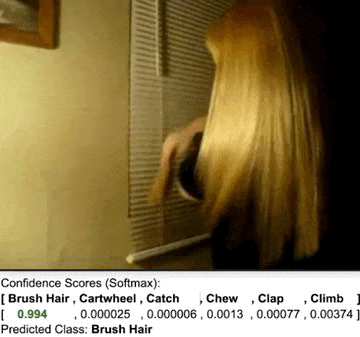 Confidence Scores (Softmax):
[ Brush Hair , Cartwheel , Catch , Chew , Clap , Climb ]
[ 0.994 , 0.000025 , 0.000006 , 0.0013 , 0.00077 , 0.00374 ]
Predicted Class: Brush Hair